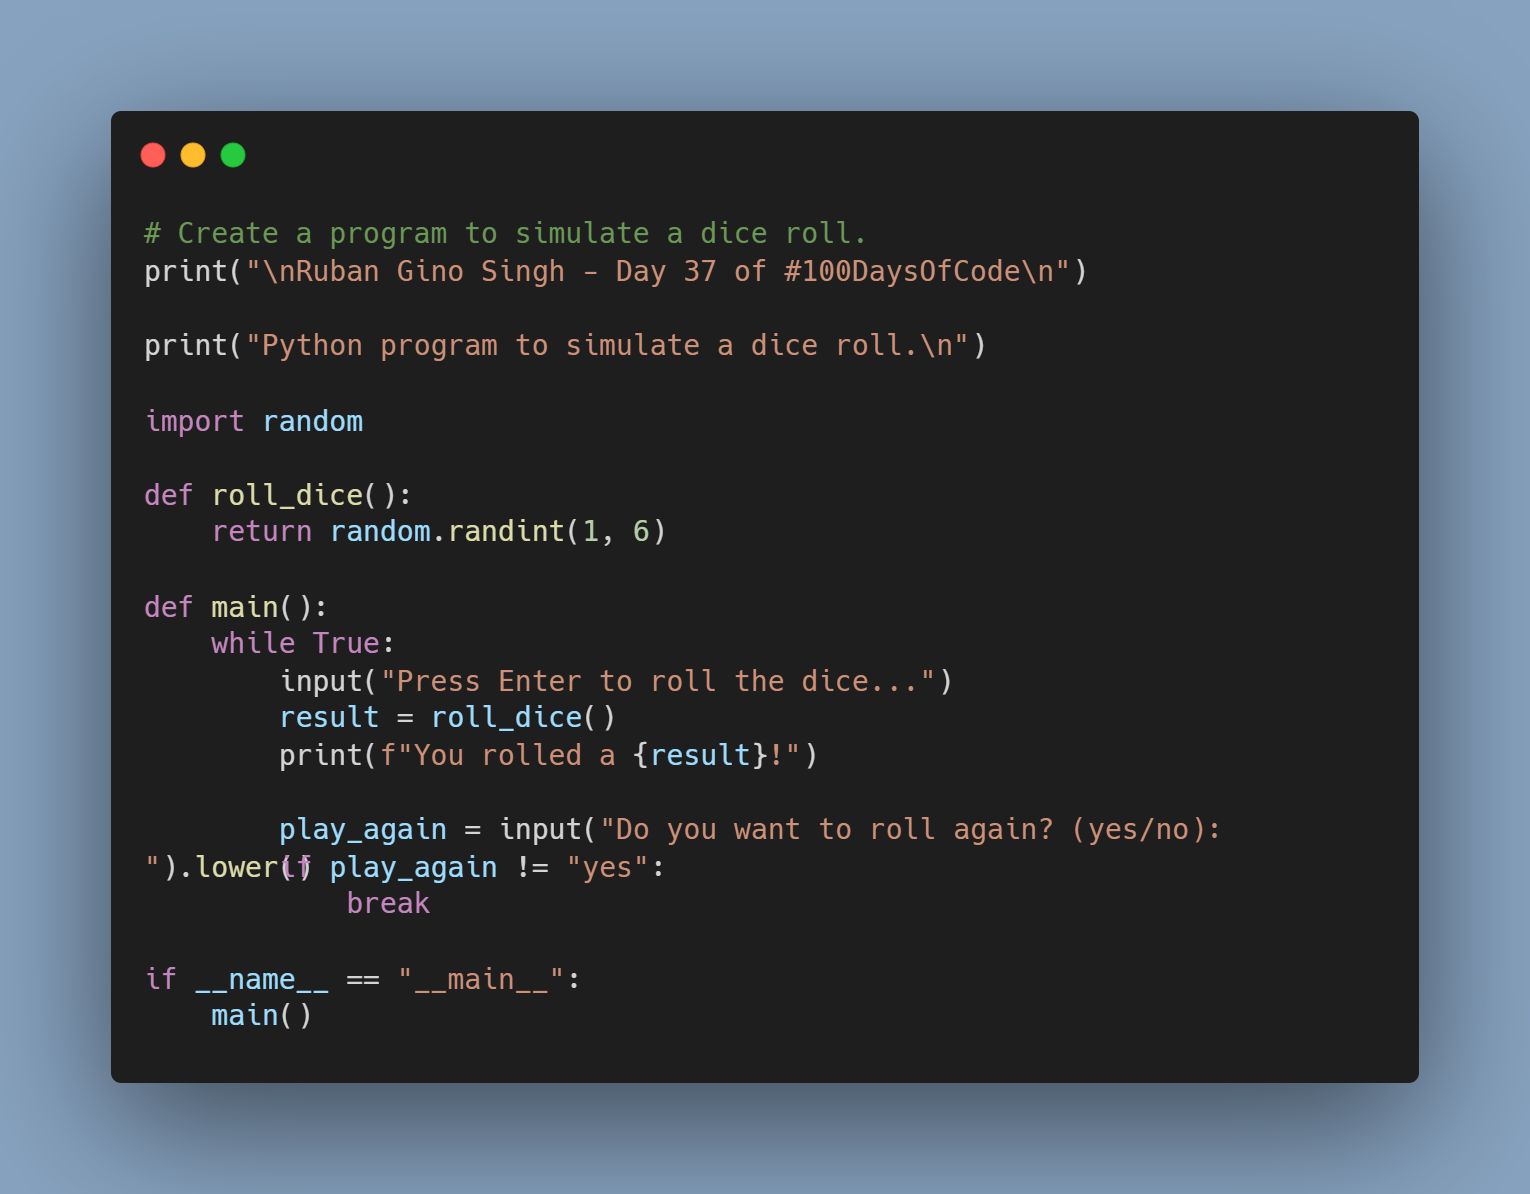 # Create a program to simulate a dice roll.
print("\nRuban Gino Singh - Day 37 of #100DaysOfCode\n")

print("Python program to simulate a dice roll.\n")

import random

def roll_dice():
    return random.randint(1, 6)

def main():
    while True:
        input("Press Enter to roll the dice...")
        result = roll_dice()
        print(f"You rolled a {result}!")

        play_again = input("Do you want to roll again? (yes/no):
").lower()
        if play_again != "yes":
            break

if __name__ == "__main__":
    main()